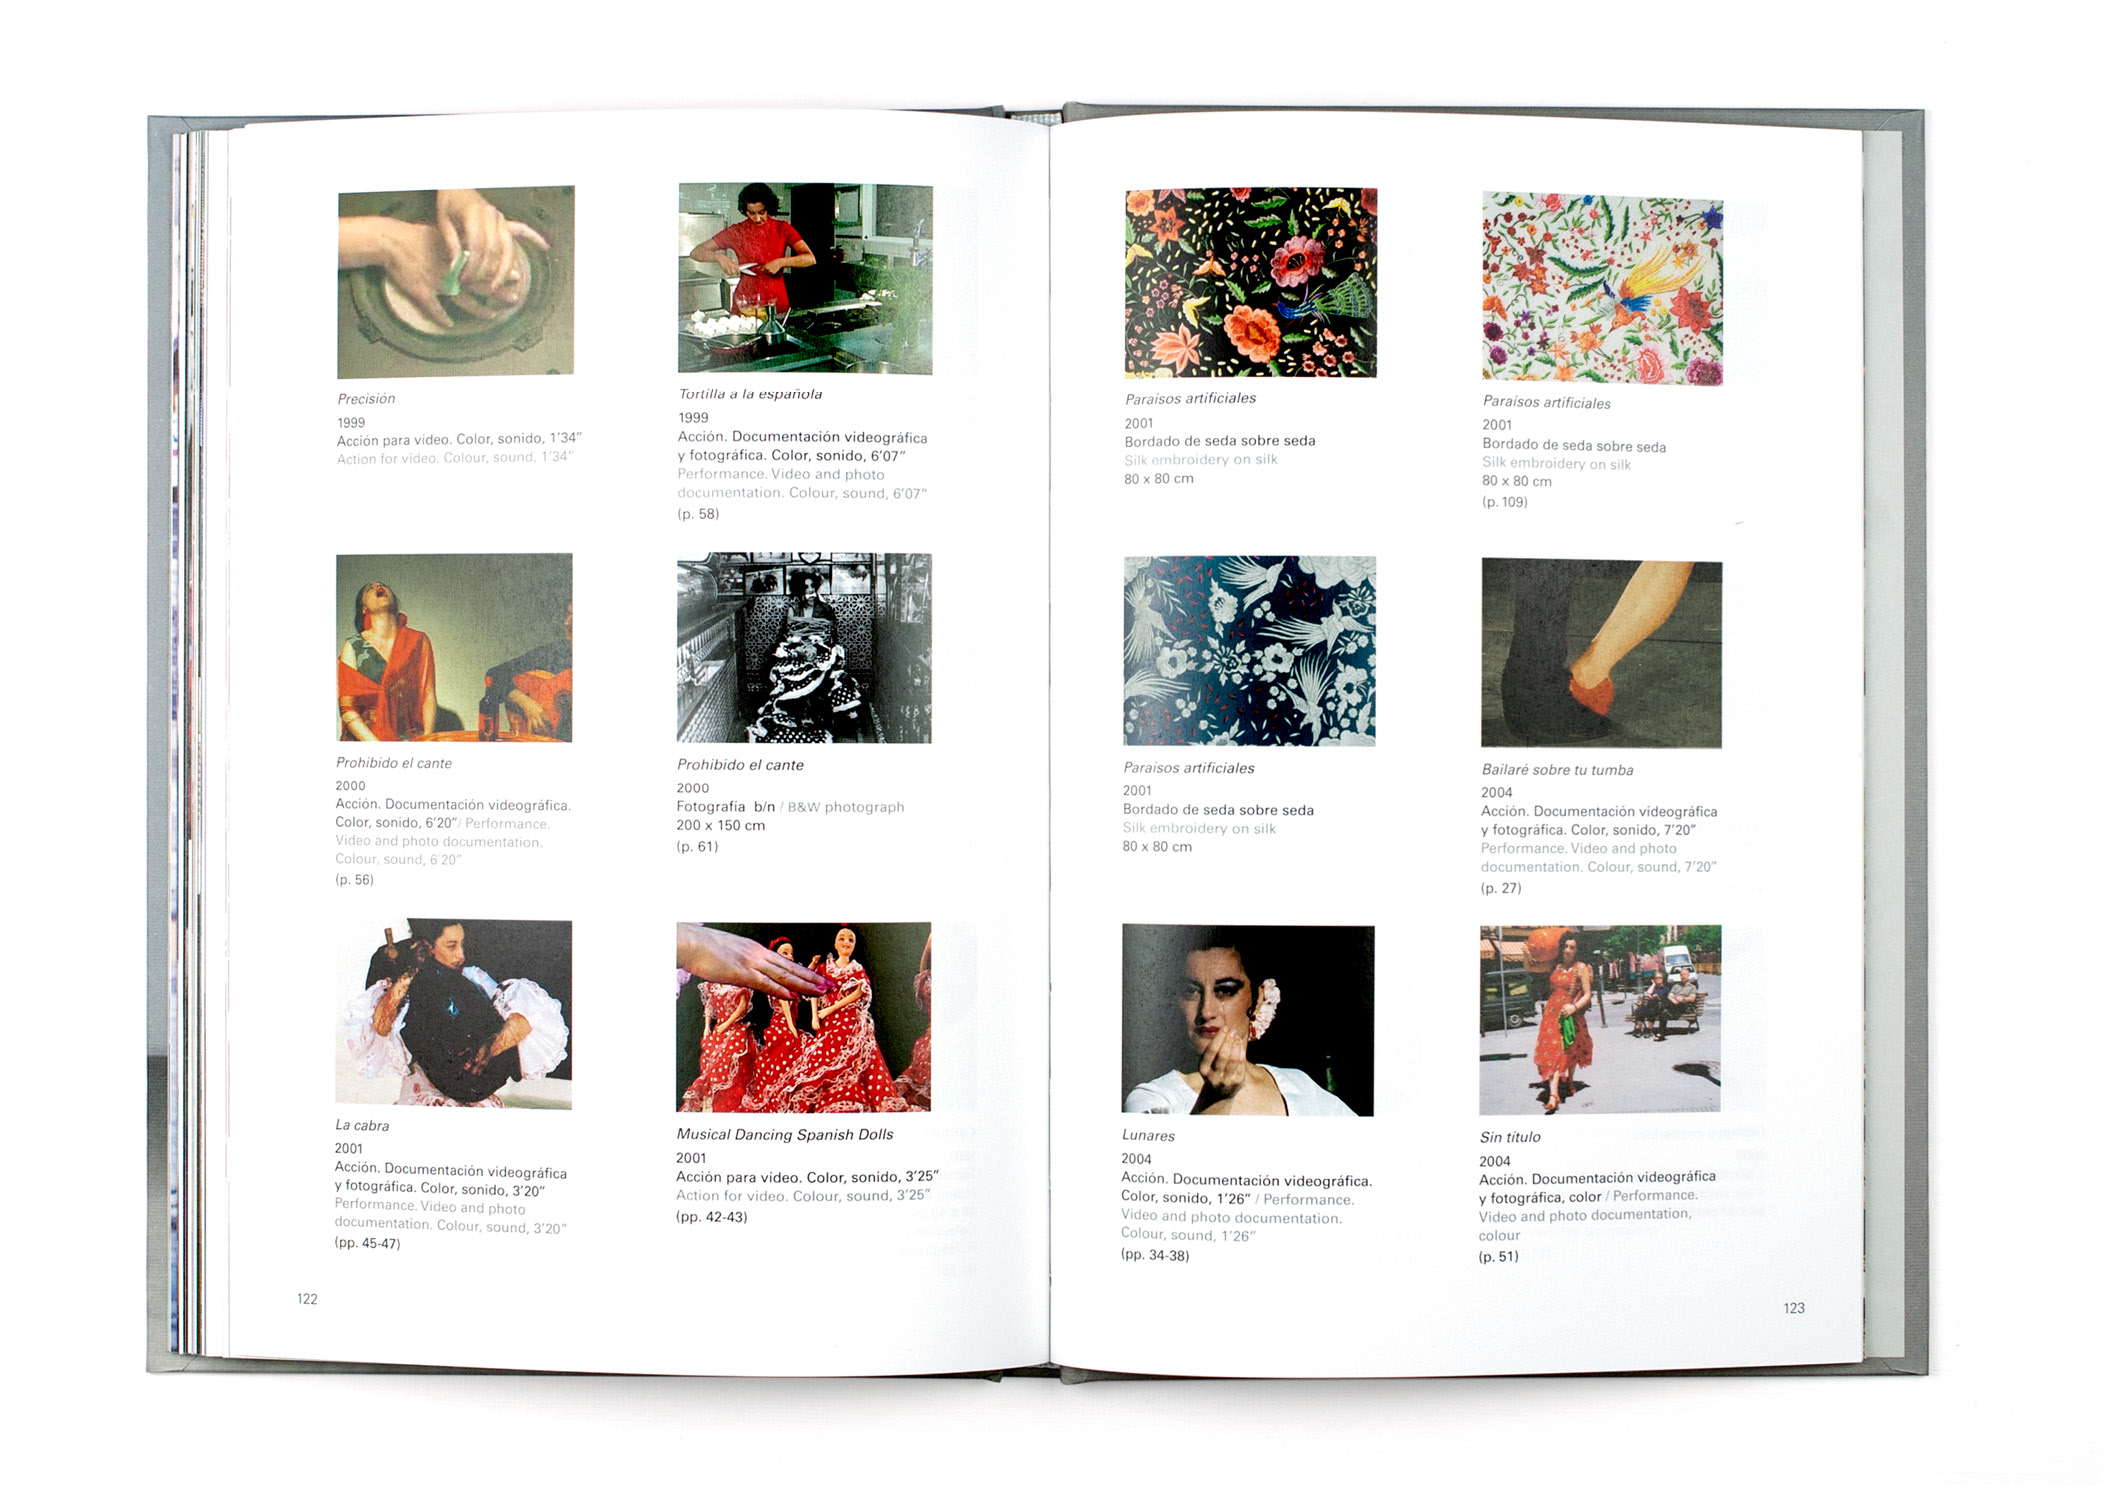 Precisión
1999
Acción para vídeo. Color, sonido, 1'34"
Action for video. Colour, sound, 1'34"
Tortilla a la española
1999
Acción. Documentación videográfica
y fotográfica. Color, sonido, 6'07"
Performance. Video and photo
documentation. Colour, sound, 6'07"
(p. 58)
Prohibido el cante
2000
Acción. Documentación videográfica.
Color, sonido, 6'20" / Performance.
Video and photo documentation.
Colour, sound, 6'20"
(p. 56)
Prohibido el cante
2000
Fotografía b/n / B&W photograph
200 x 150 cm
(p. 61)
La cabra
2001
Acción. Documentación videográfica
y fotográfica. Color, sonido, 3'20"
Performance. Video and photo
documentation. Colour, sound, 3'20"
(pp. 45-47)
Musical Dancing Spanish Dolls
2001
Acción para vídeo. Color, sonido, 3'25"
Action for video. Colour, sound, 3'25"
(pp. 42-43)
122
Paraísos artificiales
2001
Bordado de seda sobre seda
Silk embroidery on silk
80 x 80 cm
Paraísos artificiales
2001
Bordado de seda sobre seda
Silk embroidery on silk
80 x 80 cm
(p. 109)
Paraísos artificiales
2001
Bordado de seda sobre seda
Silk embroidery on silk
80 x 80 cm
Bailaré sobre tu tumba
2004
Acción. Documentación videográfica
y fotográfica. Color, sonido, 7'20"
Performance. Video and photo
documentation. Colour, sound, 7'20"
(p. 27)
Lunares
2004
Acción. Documentación videográfica.
Color, sonido, 1'26" / Performance.
Video and photo documentation.
Colour, sound, 1'26"
(pp. 34-38)
Sin título
2004
Acción. Documentación videográfica
y fotográfica, color / Performance.
Video and photo documentation,
colour
(p. 51)
123